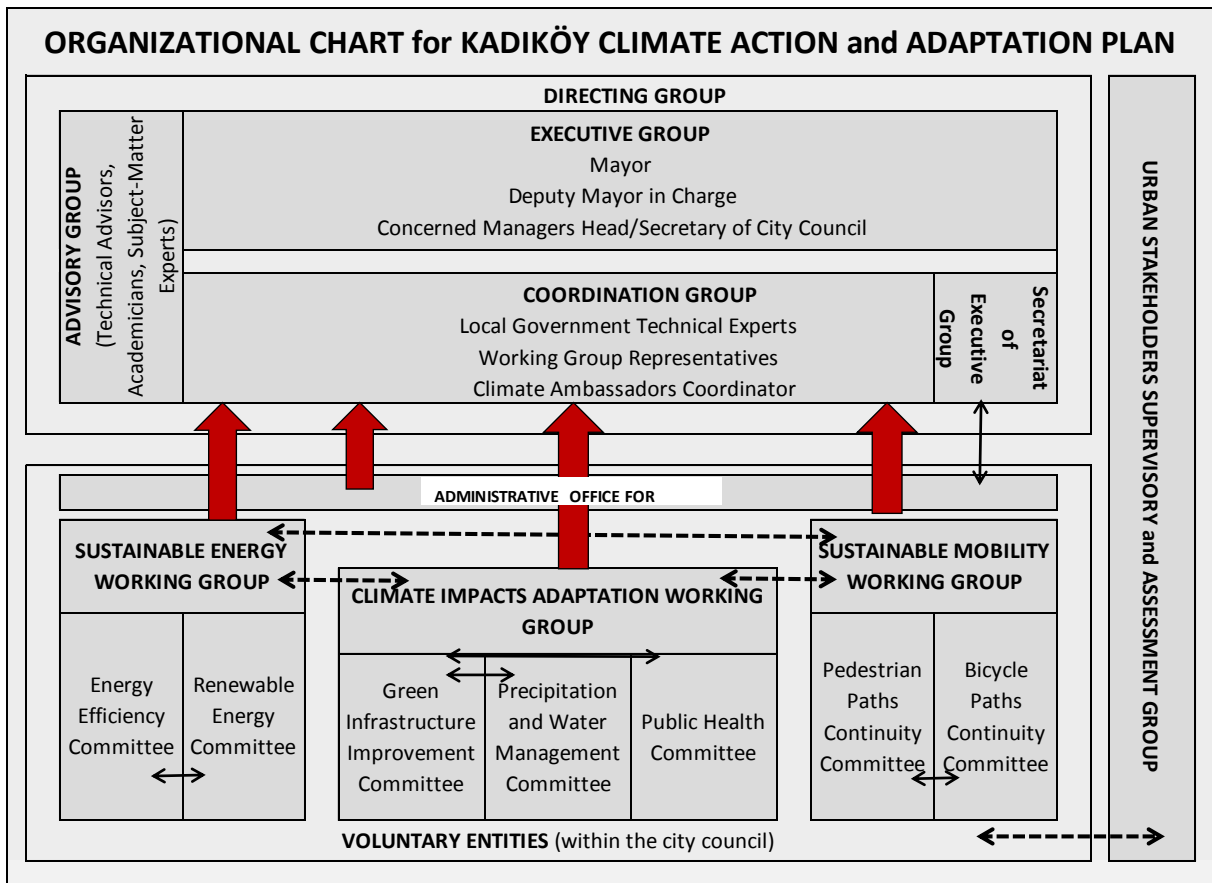 ORGANIZATIONAL CHART for KADIKÖY CLIMATE ACTION and ADAPTATION PLAN
DIRECTING GROUP
ADVISORY GROUP
(Technical Advisors,
Academicians, Subject-Matter
Experts)
EXECUTIVE GROUP
Mayor
Deputy Mayor in Charge
Concerned Managers Head/Secretary of City Council
COORDINATION GROUP
Local Government Technical Experts
Working Group Representatives
Climate Ambassadors Coordinator
Secretariat
of
Executive
Group
URBAN STAKEHOLDERS SUPERVISORY and ASSESSMENT GROUP
ADMINISTRATIVE OFFICE FOR
SUSTAINABLE ENERGY
WORKING GROUP
Energy
Efficiency
Committee
Renewable
Energy
Committee
CLIMATE IMPACTS ADAPTATION WORKING
GROUP
Green
Infrastructure
Improvement
Committee
Precipitation
and Water
Management
Committee
Public Health
Committee
SUSTAINABLE MOBILITY
WORKING GROUP
Pedestrian
Paths
Continuity
Committee
Bicycle
Paths
Continuity
Committee
VOLUNTARY ENTITIES (within the city council)